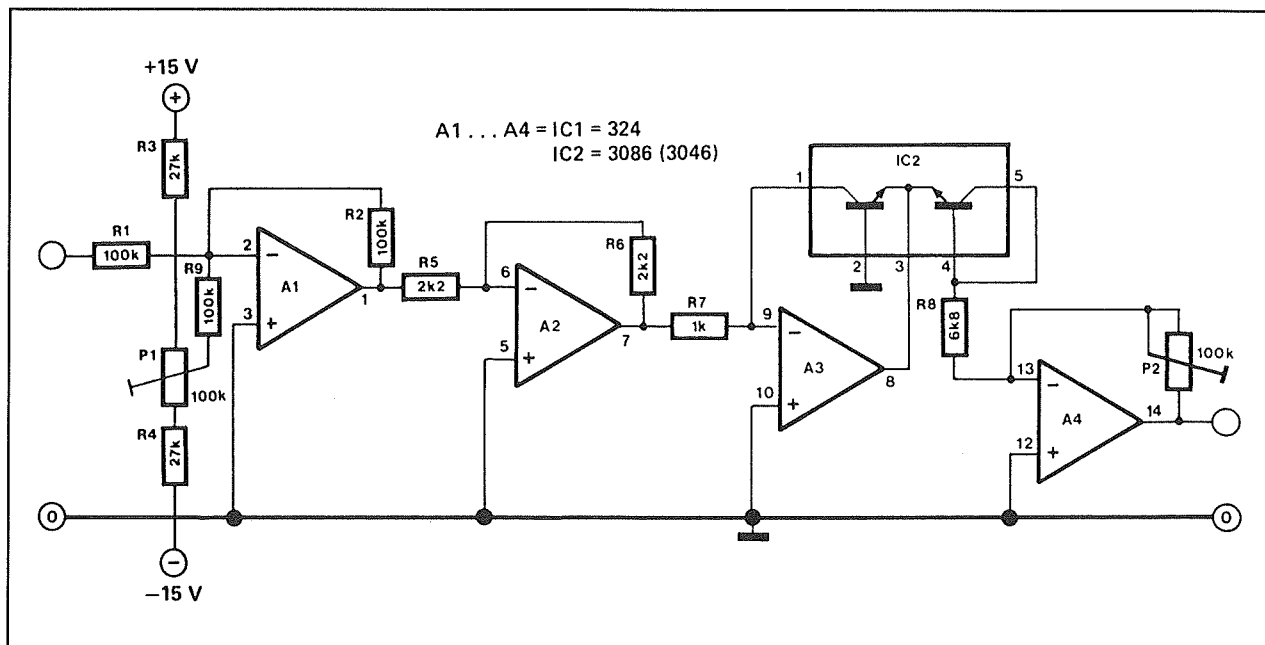 +15 V
+
R3
27k
A1 . . . A4 = IC1 = 324
IC2 = 3086 (3046)
IC2
1
5
R1
100k
R9
100k
R2
100k
2
3
A1
1
R5
2k2
R6
2k2
6
5
A2
7
R7
1k
2
3
4
9
10
A3
8
R8
6k8
P1
100k
R4
27k
13
12
A4
14
P2
100k
0
0
−
−15 V
−
+
−
+
−
+
−
+